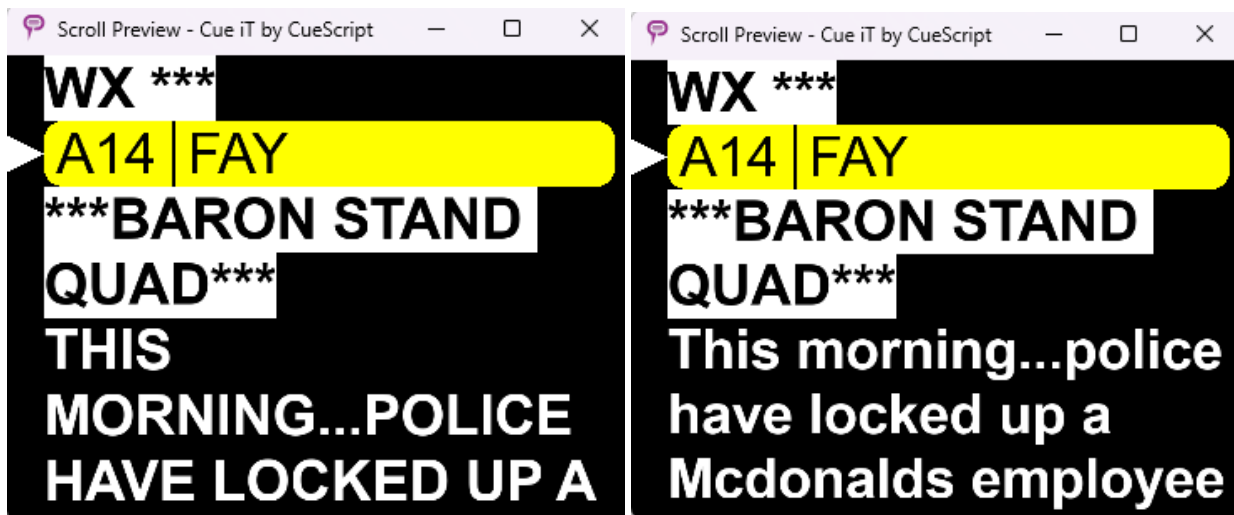 Scroll Preview - Cue iT by CueScript
WX ***
A14 FAY
***BARON STAND
QUAD***
THIS
MORNING...POLICE
HAVE LOCKED UP A
Scroll Preview - Cue iT by CueScript
WX ***
A14 FAY
***BARON STAND
QUAD***
This morning...police
have locked up a
Mcdonalds employee